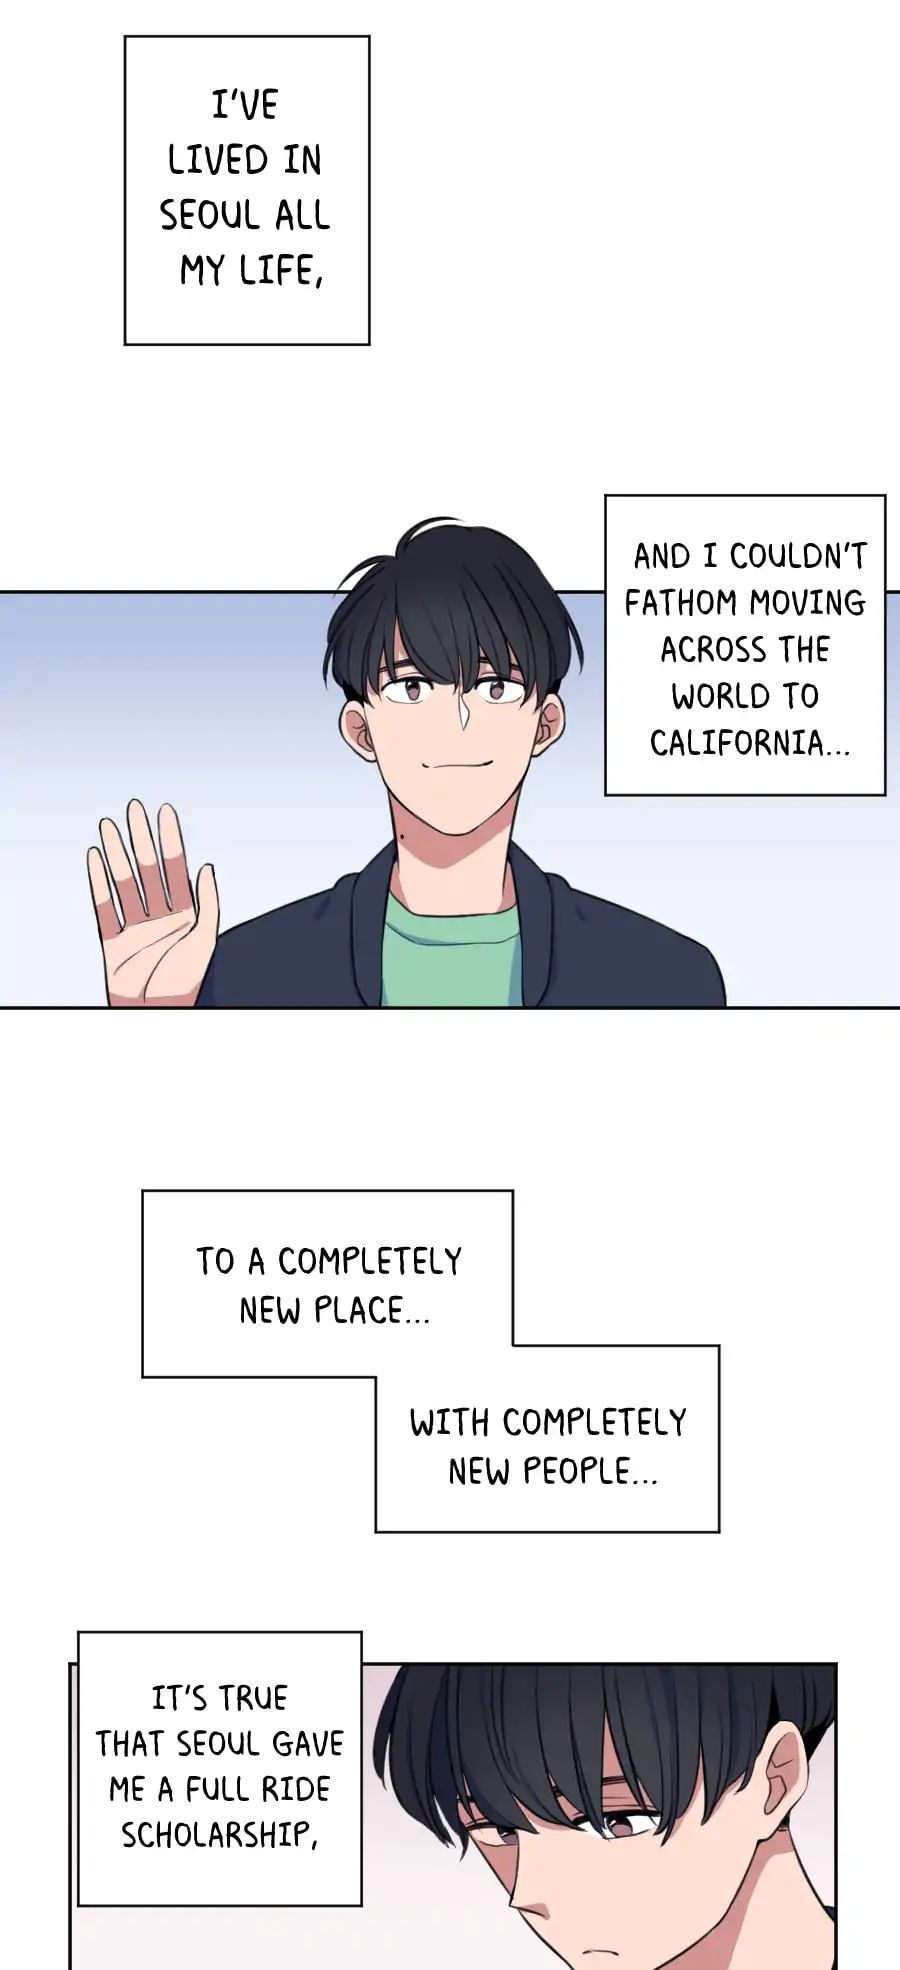 I'VE
LIVED IN
SEOUL ALL
MY LIFE,
AND I COULDN'T
FATHOM MOVING
ACROSS THE
WORLD TO
CALIFORNIA...
TO A COMPLETELY
NEW PLACE...
WITH COMPLETELY
NEW PEOPLE...
IT'S TRUE
THAT SEOUL GAVE
ME A FULL RIDE
SCHOLARSHIP,